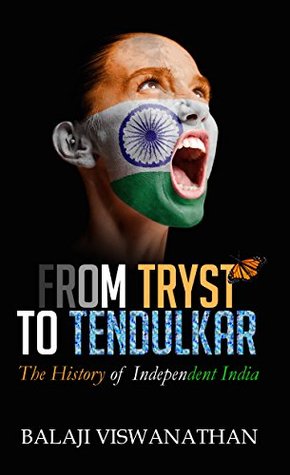 FROM TRYST
TO TENDULKAR
The History of Independent India
BALAJI VISWANATHAN